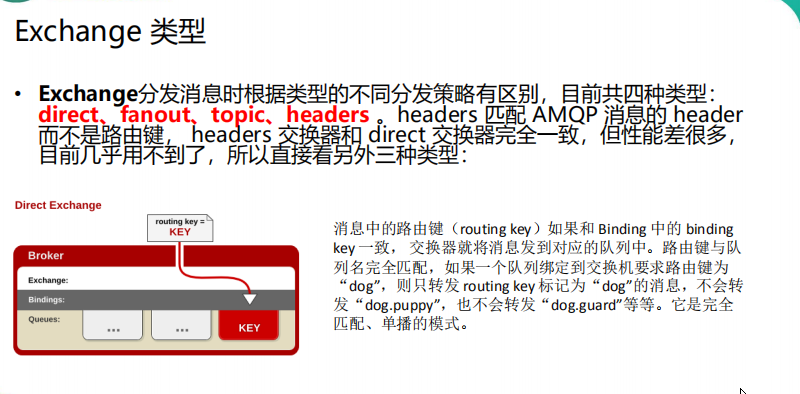 Exchange 类型
• Exchange分发消息时根据类型的不同分发策略有区别，目前共四种类型：
direct、fanout、topic、headers 。headers 匹配 AMQP 消息的 header
而不是路由键， headers 交换器和 direct 交换器完全一致，但性能差很多，
目前几乎用不到了，所以直接看另外三种类型：
Direct Exchange
routing key =
KEY
Broker
Exchange:
Bindings:
Queues:
...
...
KEY
消息中的路由键（routing key）如果和 Binding 中的 binding
key 一致， 交换器就将消息发到对应的队列中。路由键与队
列名完全匹配，如果一个队列绑定到交换机要求路由键为
“dog”，则只转发 routing key 标记为“dog”的消息，不会转
发“dog.puppy”，也不会转发“dog.guard”等等。它是完全
匹配、单播的模式。